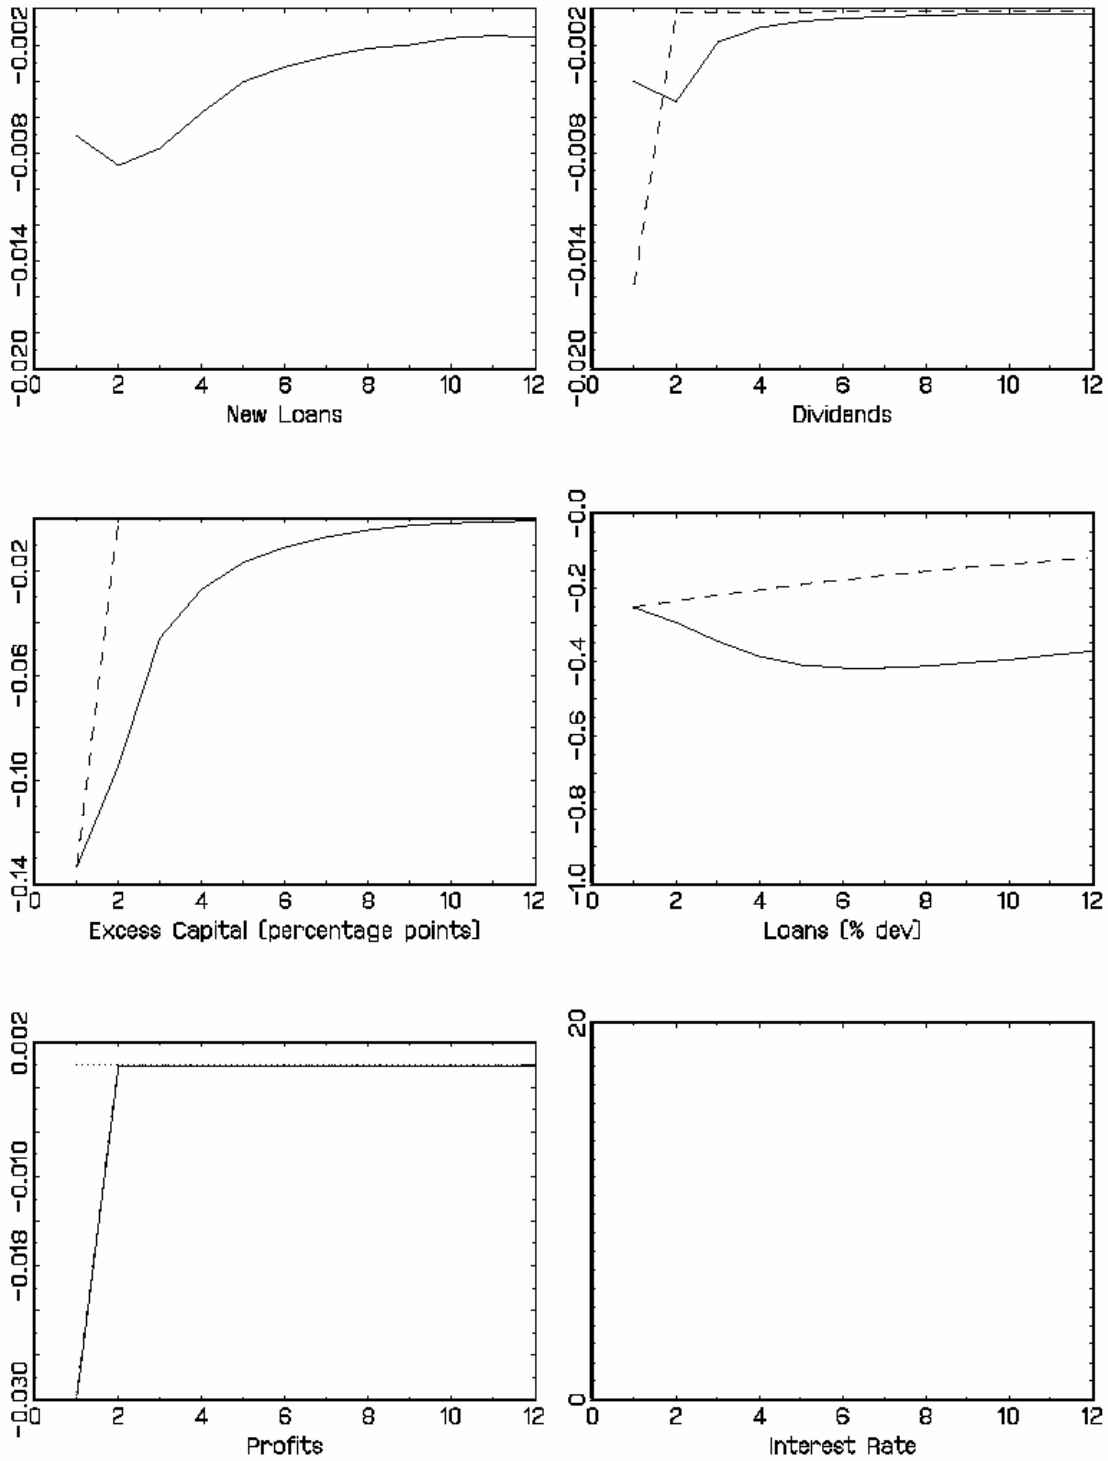 -0.002
-0.008
-0.014
-0.020
0 2 4 6 8 10 12
New Loans
-0.002
-0.008
-0.014
-0.020
0 2 4 6 8 10 12
Dividends
-0.02
-0.06
-0.10
-0.14
0 2 4 6 8 10 12
Excess Capital (percentage points)
-0.0
-0.2
-0.4
-0.6
-0.8
-1.0
0 2 4 6 8 10 12
Loans (% dev)
0.002
-0.010
-0.018
-0.030
0 2 4 6 8 10 12
Profits
20
0
0 2 4 6 8 10 12
Interest Rate